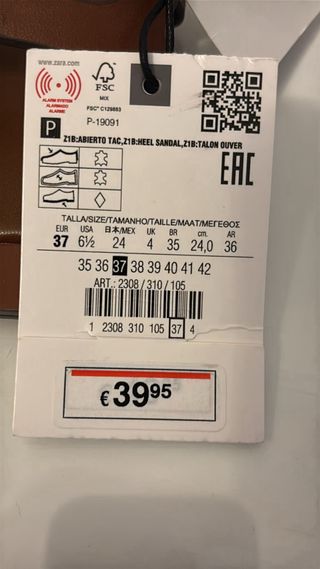 www.zara.com
ALARM SYSTEM
ALARMADO
ALARME
FSC
MIX
FSC® C129883
P-19091
P
Z1B:ABIERTO TAC,Z1B:HEEL SANDAL,Z1B:TALON OUVER
EAC
TALLA/SIZE/TAMANHO/TAILLE/MAAT/ΜΕΓΕΘΟΣ
EUR USA 日本/MEX UK BR cm. AR
37 6½ 24 4 35 24,0 36
35 36 37 38 39 40 41 42
ART.: 2308 / 310 / 105
1 2308 310 105 37 4
€ 39 95